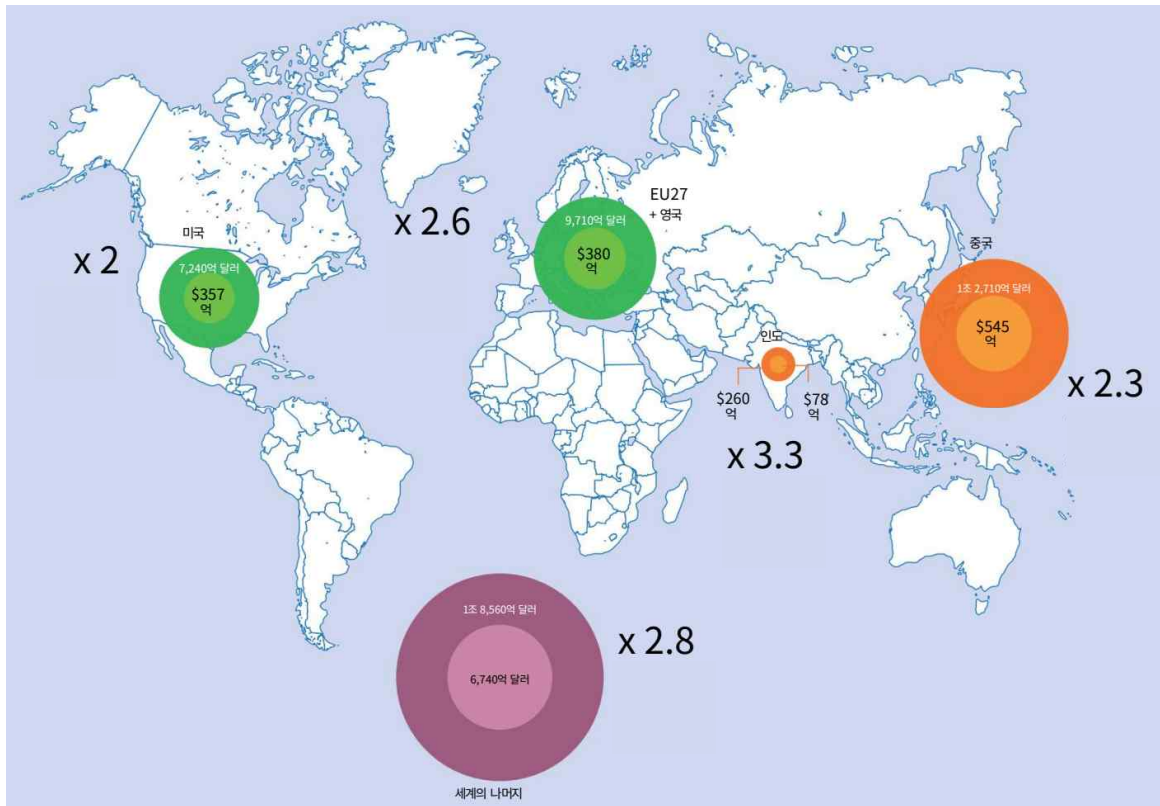 미국
x 2
7,240억 달러
$357
억
x 2.6
EU27
+ 영국
9,710억 달러
$380
억
중국
1조 2,710억 달러
$545
억
x 2.3
인도
$260
억
$78
억
x 3.3
1조 8,560억 달러
6,740억 달러
x 2.8
세계의 나머지